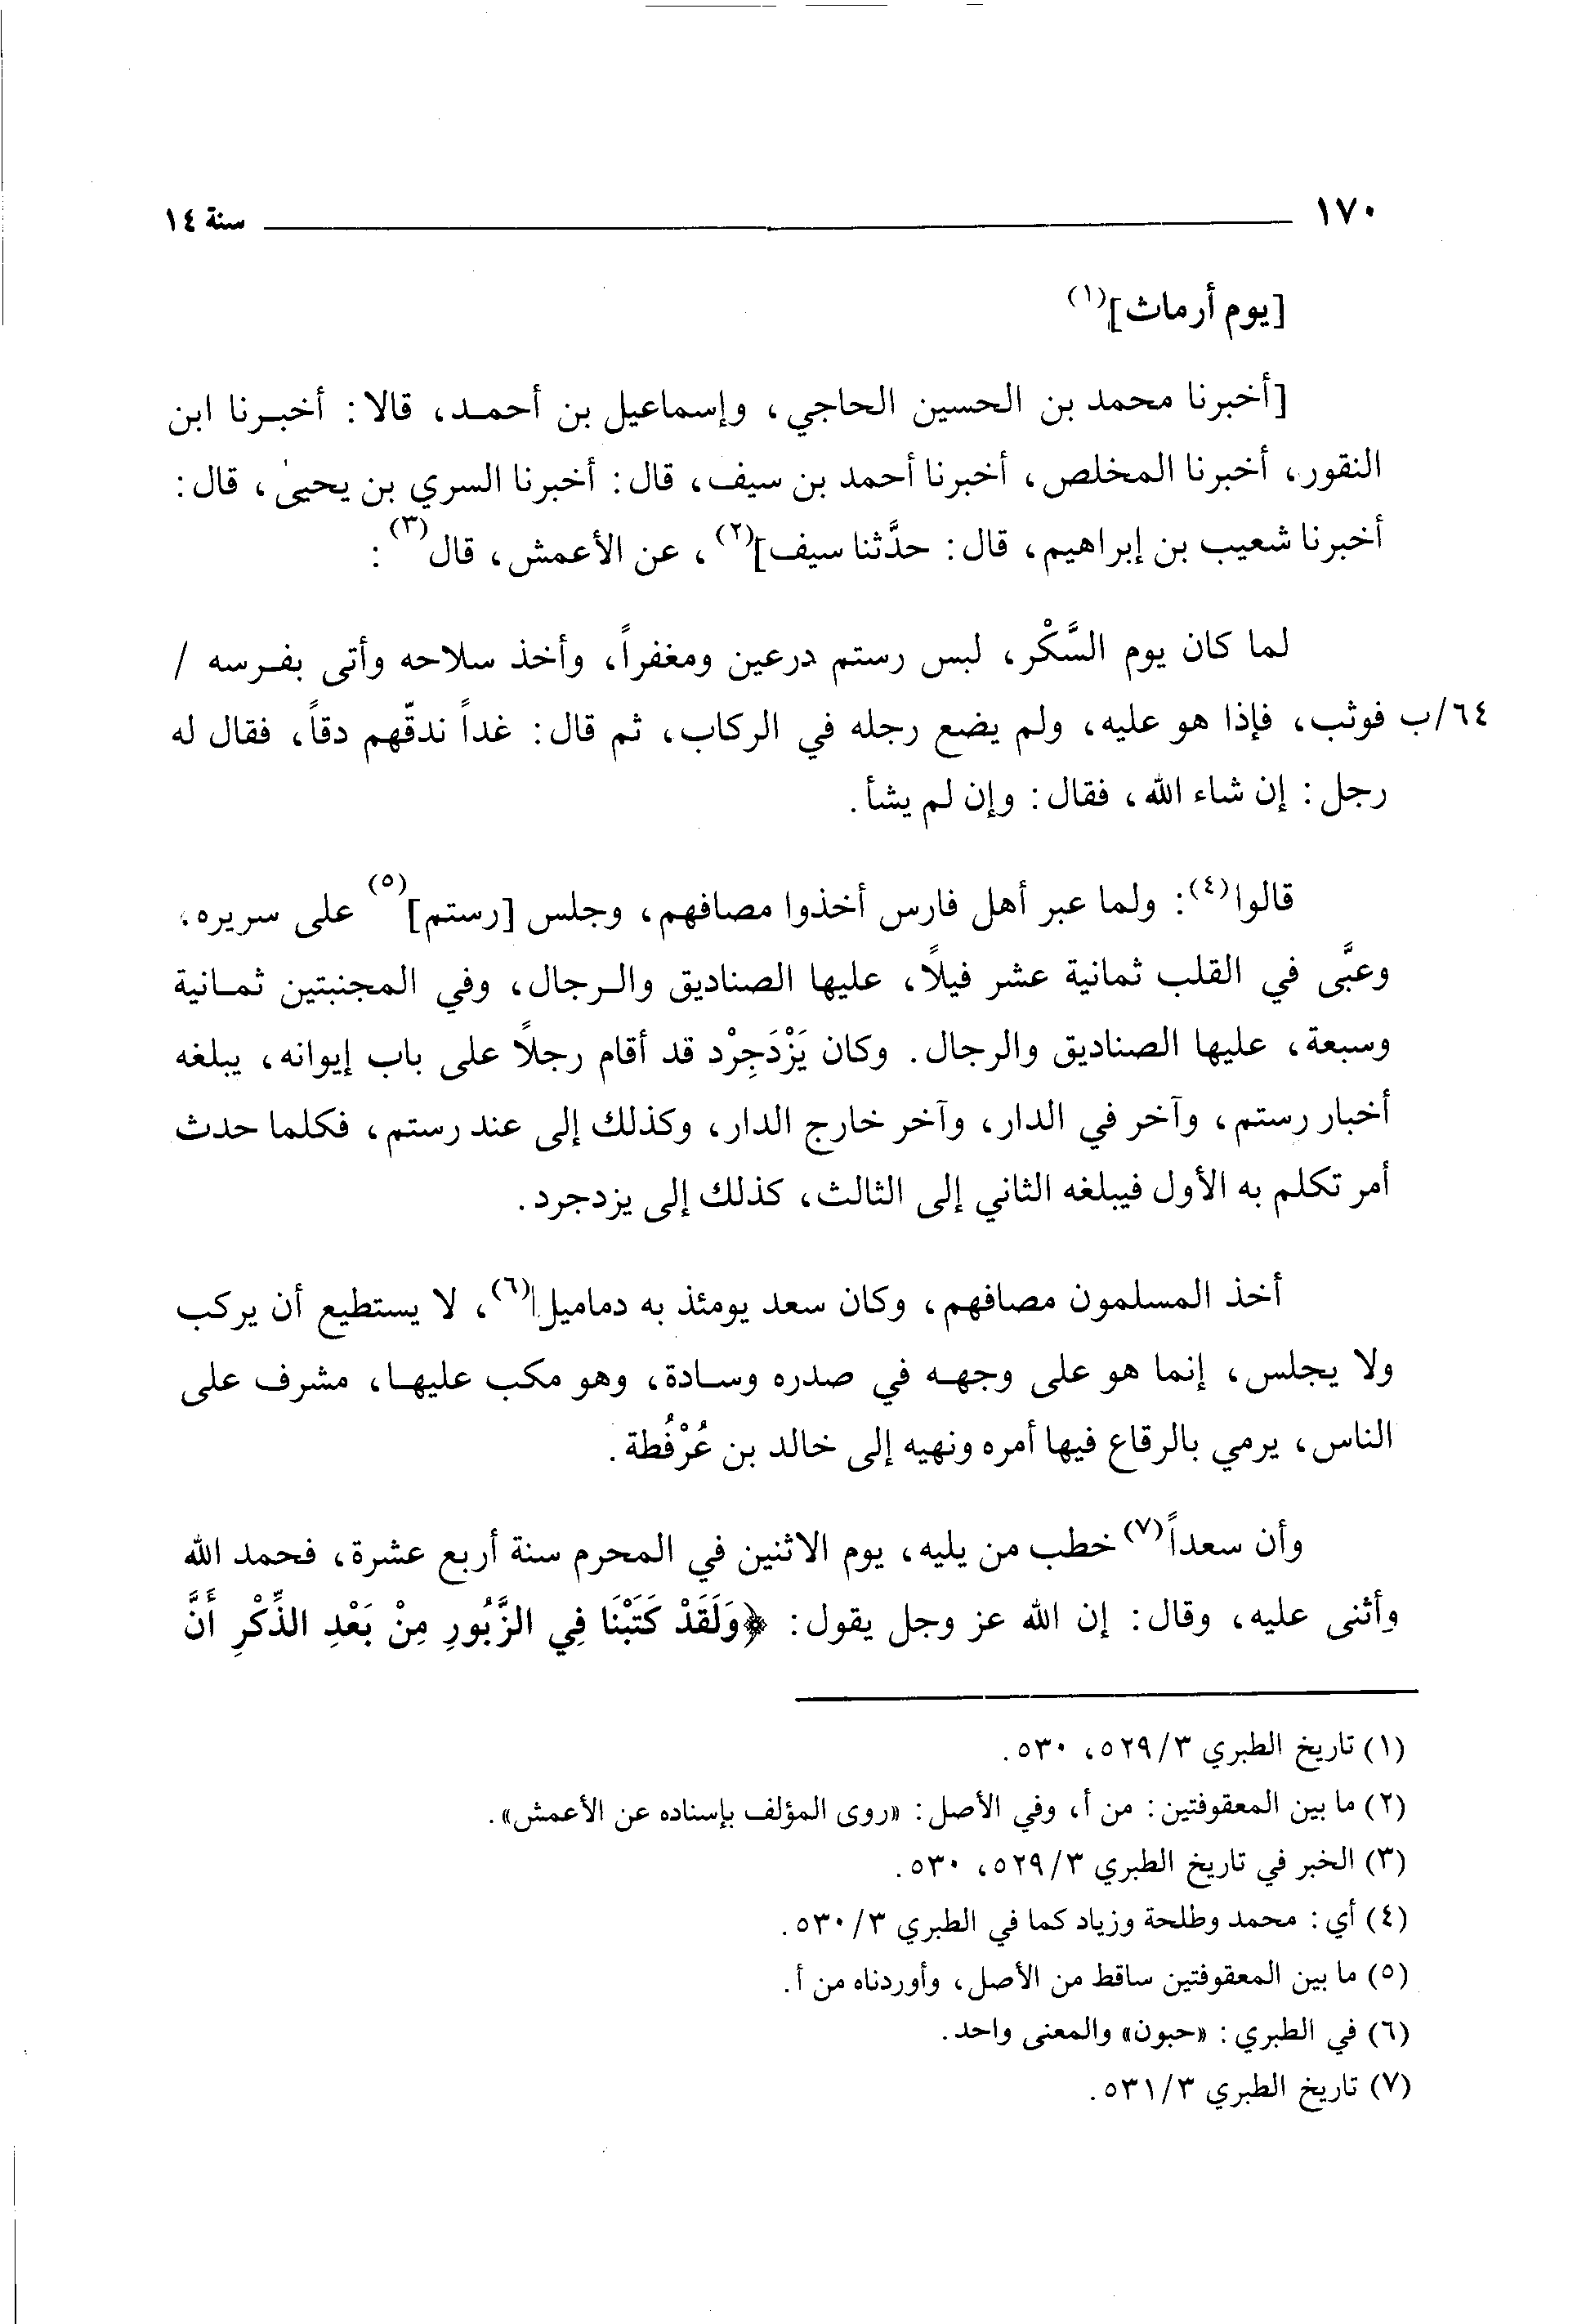 ١٧٠ سنة ١٤
[يوم أرماث](١)
[أخبرنا محمد بن الحسين الحاجي، وإسماعيل بن أحمـد، قالا: أخبـرنا ابن
النقور، أخبرنا المخلص، أخبرنا أحمد بن سيف، قال: أخبرنا السري بن يحيىٰ، قال:
أخبرنا شعيب بن إبراهيم، قال: حدَّثنا سيف](٢)، عن الأعمش، قال(٣):
لما كان يوم السَّكْر، لبس رستم درعين ومغفراً، وأخذ سلاحه وأتى بفـرسه /
٦٤/ب فوثب، فإذا هو عليه، ولم يضع رجله في الركاب، ثم قال: غداً ندقّهم دقاً، فقال له
رجل: إن شاء الله، فقال: وإن لم يشأ.
قالوا(٤): ولما عبر أهل فارس أخذوا مصافهم، وجلس [رستم](٥) على سريره،
وعبَّى في القلب ثمانية عشر فيلاً، عليها الصناديق والـرجال، وفي المجنبتين ثمـانية
وسبعة، عليها الصناديق والرجال. وكان يَزْدَجِرْد قد أقام رجلاً على باب إيوانه، يبلغه
أخبار رستم، وآخر في الدار، وآخر خارج الدار، وكذلك إلى عند رستم، فكلما حدث
أمر تكلم به الأول فيبلغه الثاني إلى الثالث، كذلك إلى يزدجرد.
أخذ المسلمون مصافهم، وكان سعد يومئذ به دماميل(٦)، لا يستطيع أن يركب
ولا يجلس، إنما هو على وجهـه في صدره وسـادة، وهو مكب عليهـا، مشرف على
الناس، يرمي بالرقاع فيها أمره ونهيه إلى خالد بن عُرْفُطة.
وأن سعداً(٧) خطب من يليه، يوم الاثنين في المحرم سنة أربع عشرة، فحمد الله
وأثنى عليه، وقال: إن الله عز وجل يقول: ﴿وَلَقَدْ كَتَبْنَا فِي الزَّبُورِ مِنْ بَعْدِ الذِّكْرِ أَنَّ
(١) تاريخ الطبري ٣/٥٢٩، ٥٣٠.
(٢) ما بين المعقوفتين: من أ، وفي الأصل: «روى المؤلف بإسناده عن الأعمش».
(٣) الخبر في تاريخ الطبري ٣/٥٢٩، ٥٣٠.
(٤) أي: محمد وطلحة وزياد كما في الطبري ٣/٥٣٠.
(٥) ما بين المعقوفتين ساقط من الأصل، وأوردناه من أ.
(٦) في الطبري: «حبون» والمعنى واحد.
(٧) تاريخ الطبري ٣/٥٣١.